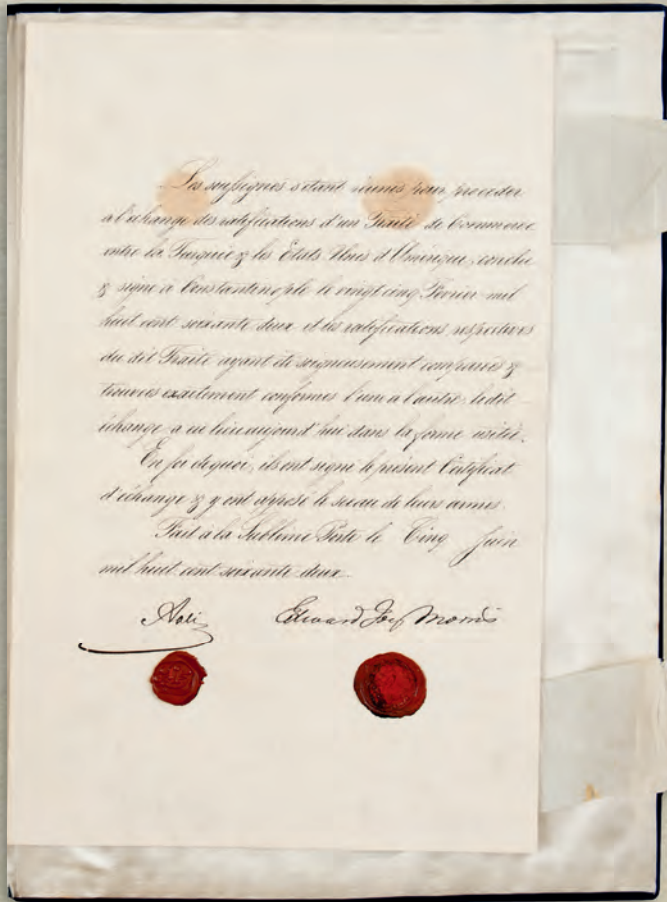 Les soussignés s'étant réunis pour procéder
à l'échange des ratifications d'un Traité de Commerce
entre la Turquie & les États Unis d'Amérique, conclu
& signé à Constantinople le vingt cinq Février mil
huit cent soixante deux et les ratifications respectives
du dit Traité ayant été soigneusement comparées &
trouvées exactement conformes l'une à l'autre, le dit
échange a eu lieu aujourd'hui dans la forme usitée.
En foi de quoi, ils ont signé le présent Certificat
d'échange & y ont apposé le sceau de leurs armes.
Fait à la Sublime Porte le Cinq Juin
mil huit cent soixante deux.
Aali Edward Joy Morris